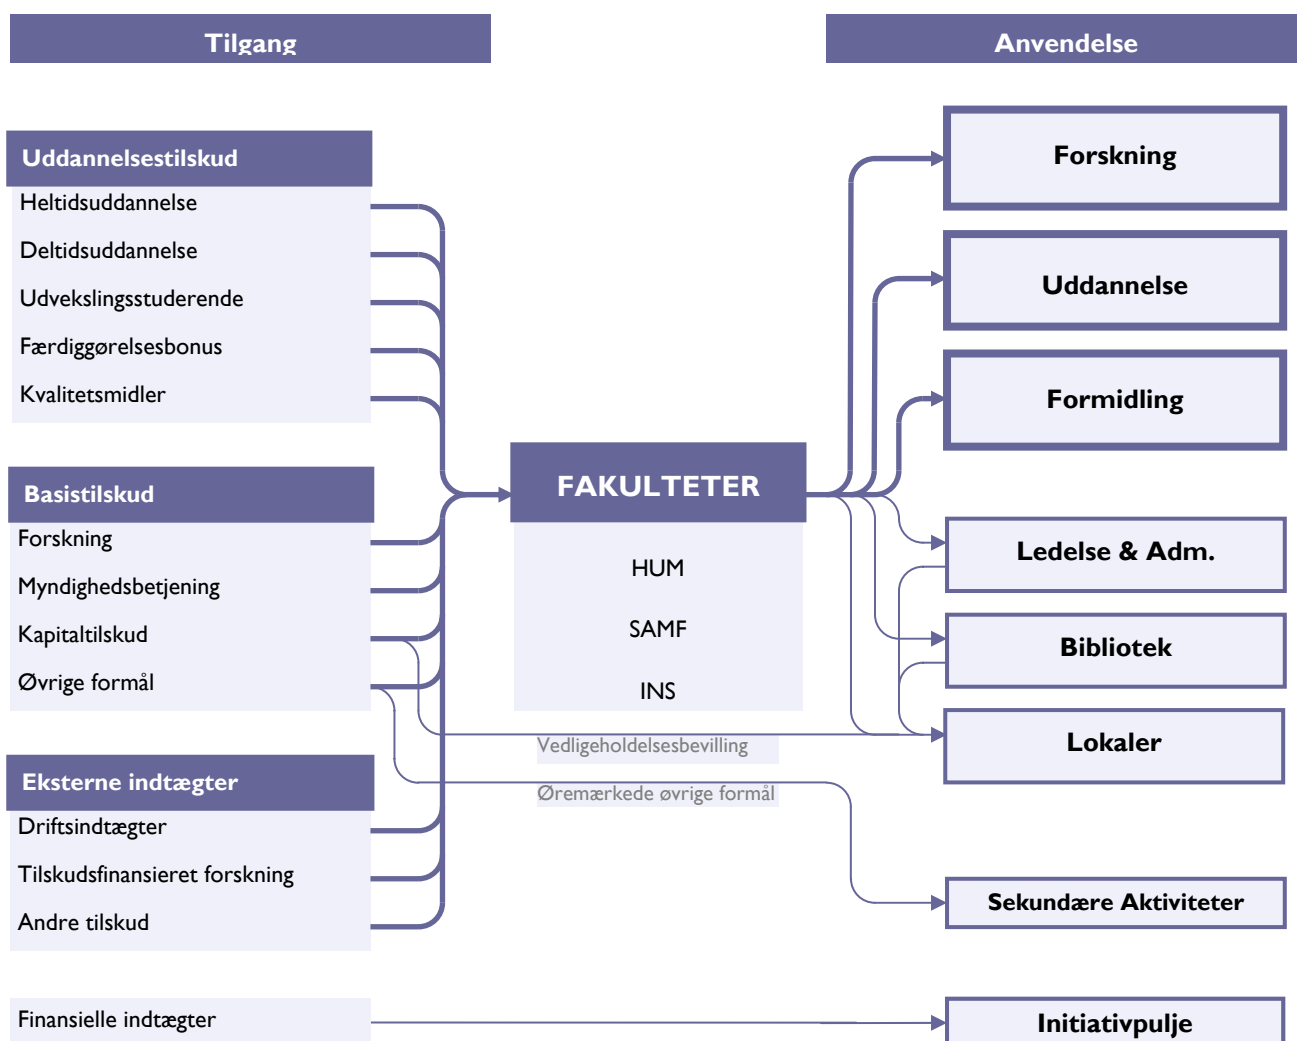 Tilgang
Anvendelse
Uddannelsestilskud
Heltidsuddannelse
Deltidsuddannelse
Udvekslingsstuderende
Færdiggørelsesbonus
Kvalitetsmidler
Basistilskud
Forskning
Myndighedsbetjening
Kapitaltilskud
Øvrige formål
Eksterne indtægter
Driftsindtægter
Tilskudsfinansieret forskning
Andre tilskud
Finansielle indtægter
FAKULTETER
HUM
SAMF
INS
Vedligeholdelsesbevilling
Øremærkede øvrige formål
Forskning
Uddannelse
Formidling
Ledelse & Adm.
Bibliotek
Lokaler
Sekundære Aktiviteter
Initiativpulje